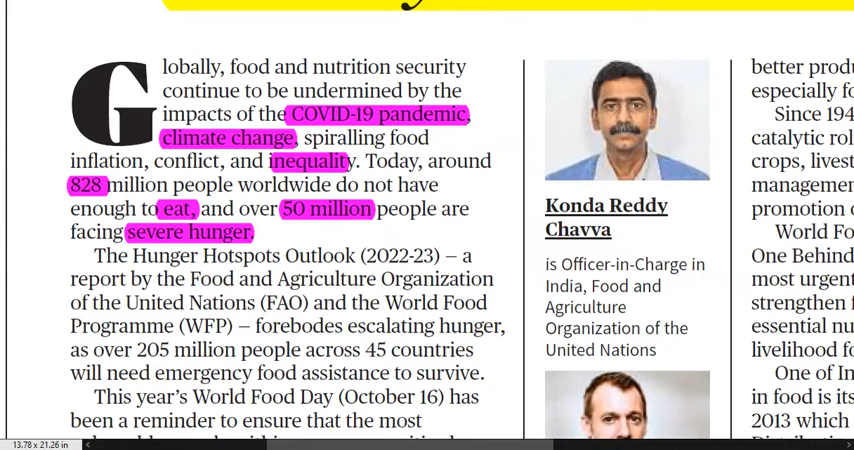 Globally, food and nutrition security
continue to be undermined by the
impacts of the COVID-19 pandemic,
climate change, spiralling food
inflation, conflict, and inequality. Today, around
828 million people worldwide do not have
enough to eat, and over 50 million people are
facing severe hunger.
The Hunger Hotspots Outlook (2022-23) — a
report by the Food and Agriculture Organization
of the United Nations (FAO) and the World Food
Programme (WFP) — forebodes escalating hunger,
as over 205 million people across 45 countries
will need emergency food assistance to survive.
This year's World Food Day (October 16) has
been a reminder to ensure that the most
Konda Reddy
Chavva
is Officer-in-Charge in
India, Food and
Agriculture
Organization of the
United Nations
better produ
especially fo
Since 194
catalytic rol
crops, livest
managemen
promotion o
World Fo
One Behind
most urgent
strengthen f
essential nu
livelihood fo
One of In
in food is its
2013 which
13.78 x 21.26 in